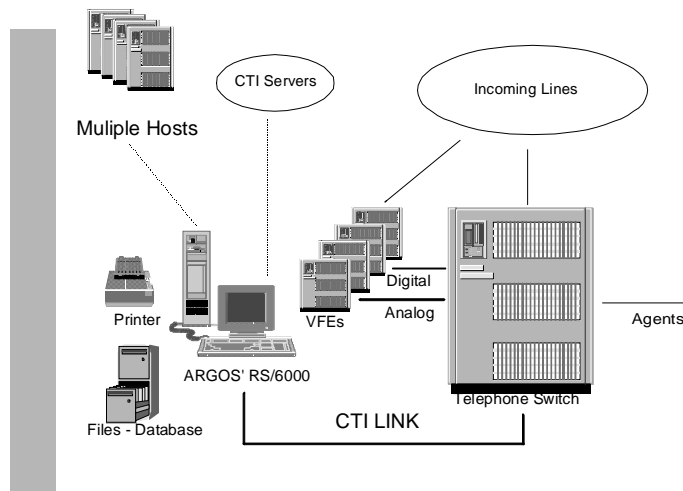 CTI Servers
Incoming Lines
Muliple Hosts
Digital
Printer
VFEs
Analog
Agents
ARGOS' RS/6000
Telephone Switch
Files - Database
CTI LINK